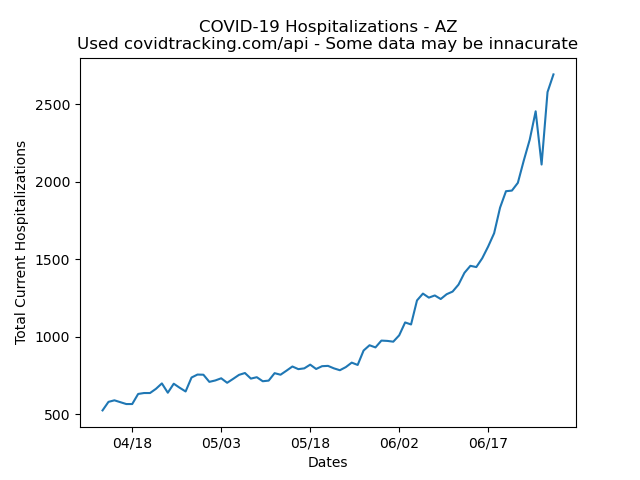 COVID-19 Hospitalizations - AZ
Used covidtracking.com/api - Some data may be innacurate
Total Current Hospitalizations
2500
2000
1500
1000
500
04/18 05/03 05/18 06/02 06/17
Dates